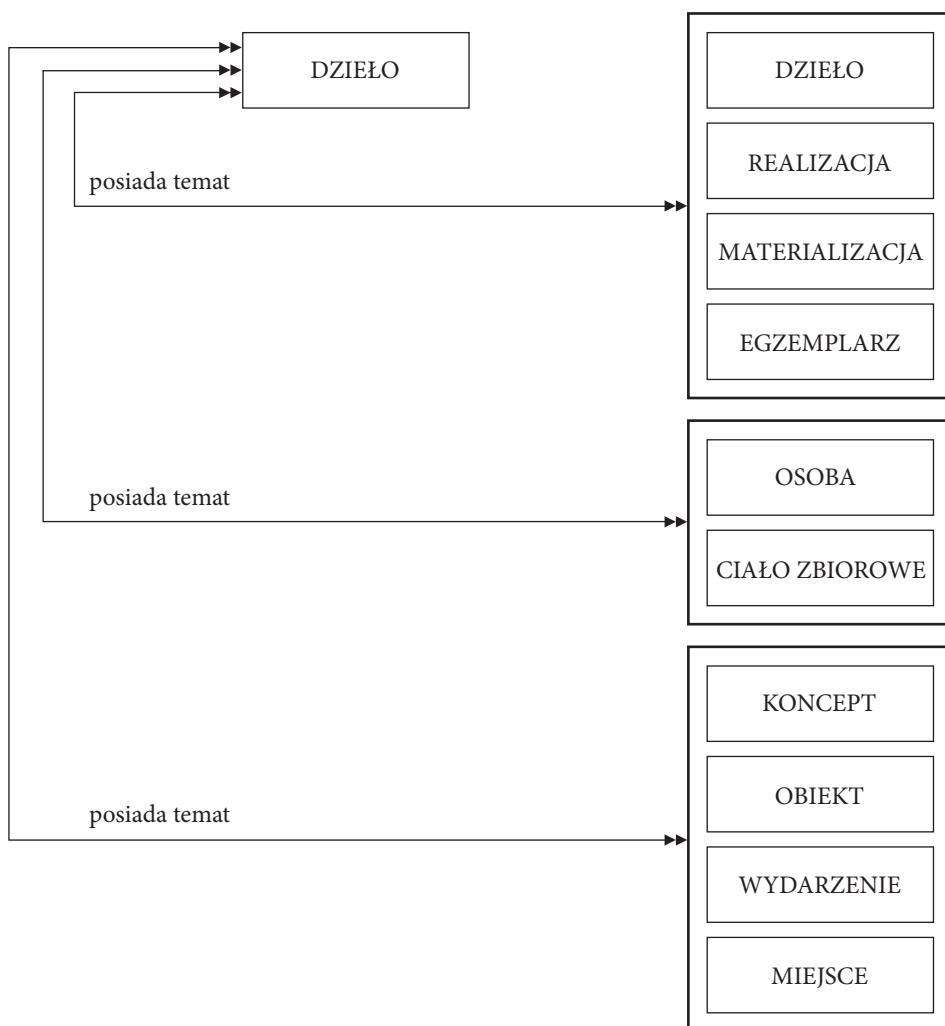 DZIEŁO
DZIEŁO
REALIZACJA
posiada temat
MATERIALIZACJA
EGZEMPLARZ
OSOBA
posiada temat
CIAŁO ZBIOROWE
KONCEPT
OBIEKT
posiada temat
WYDARZENIE
MIEJSCE